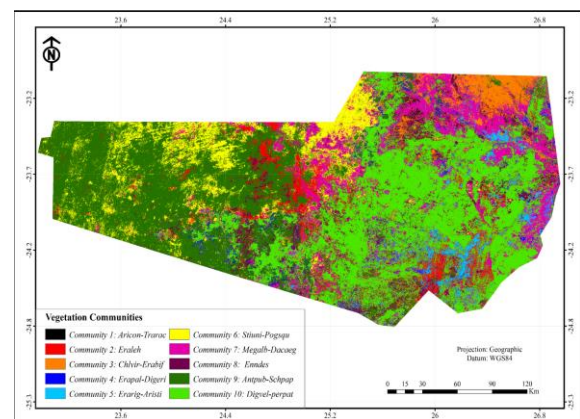 23.6 24.4 25.2 26 26.8
N
-23.2
-23.7
-24.2
-24.8
-25.3
Vegetation Communities
Community 1: Aricon-Trarac
Community 2: Eraleh
Community 3: Chlvir-Erabif
Community 4: Erapal-Digeri
Community 5: Erarig-Aristi
Community 6: Stiuni-Pogsqu
Community 7: Megalb-Dacaeg
Community 8: Enndes
Community 9: Antpub-Schpap
Community 10: Digvel-perpat
Projection: Geographic
Datum: WGS84
0 15 30 60 90 120
Km